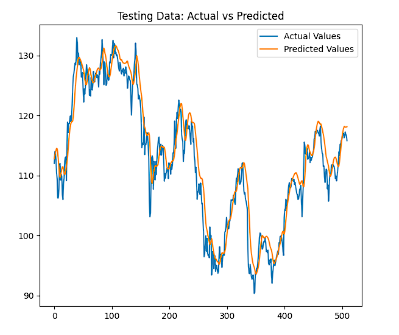 Testing Data: Actual vs Predicted
Actual Values
Predicted Values
130
120
110
100
90
0 100 200 300 400 500